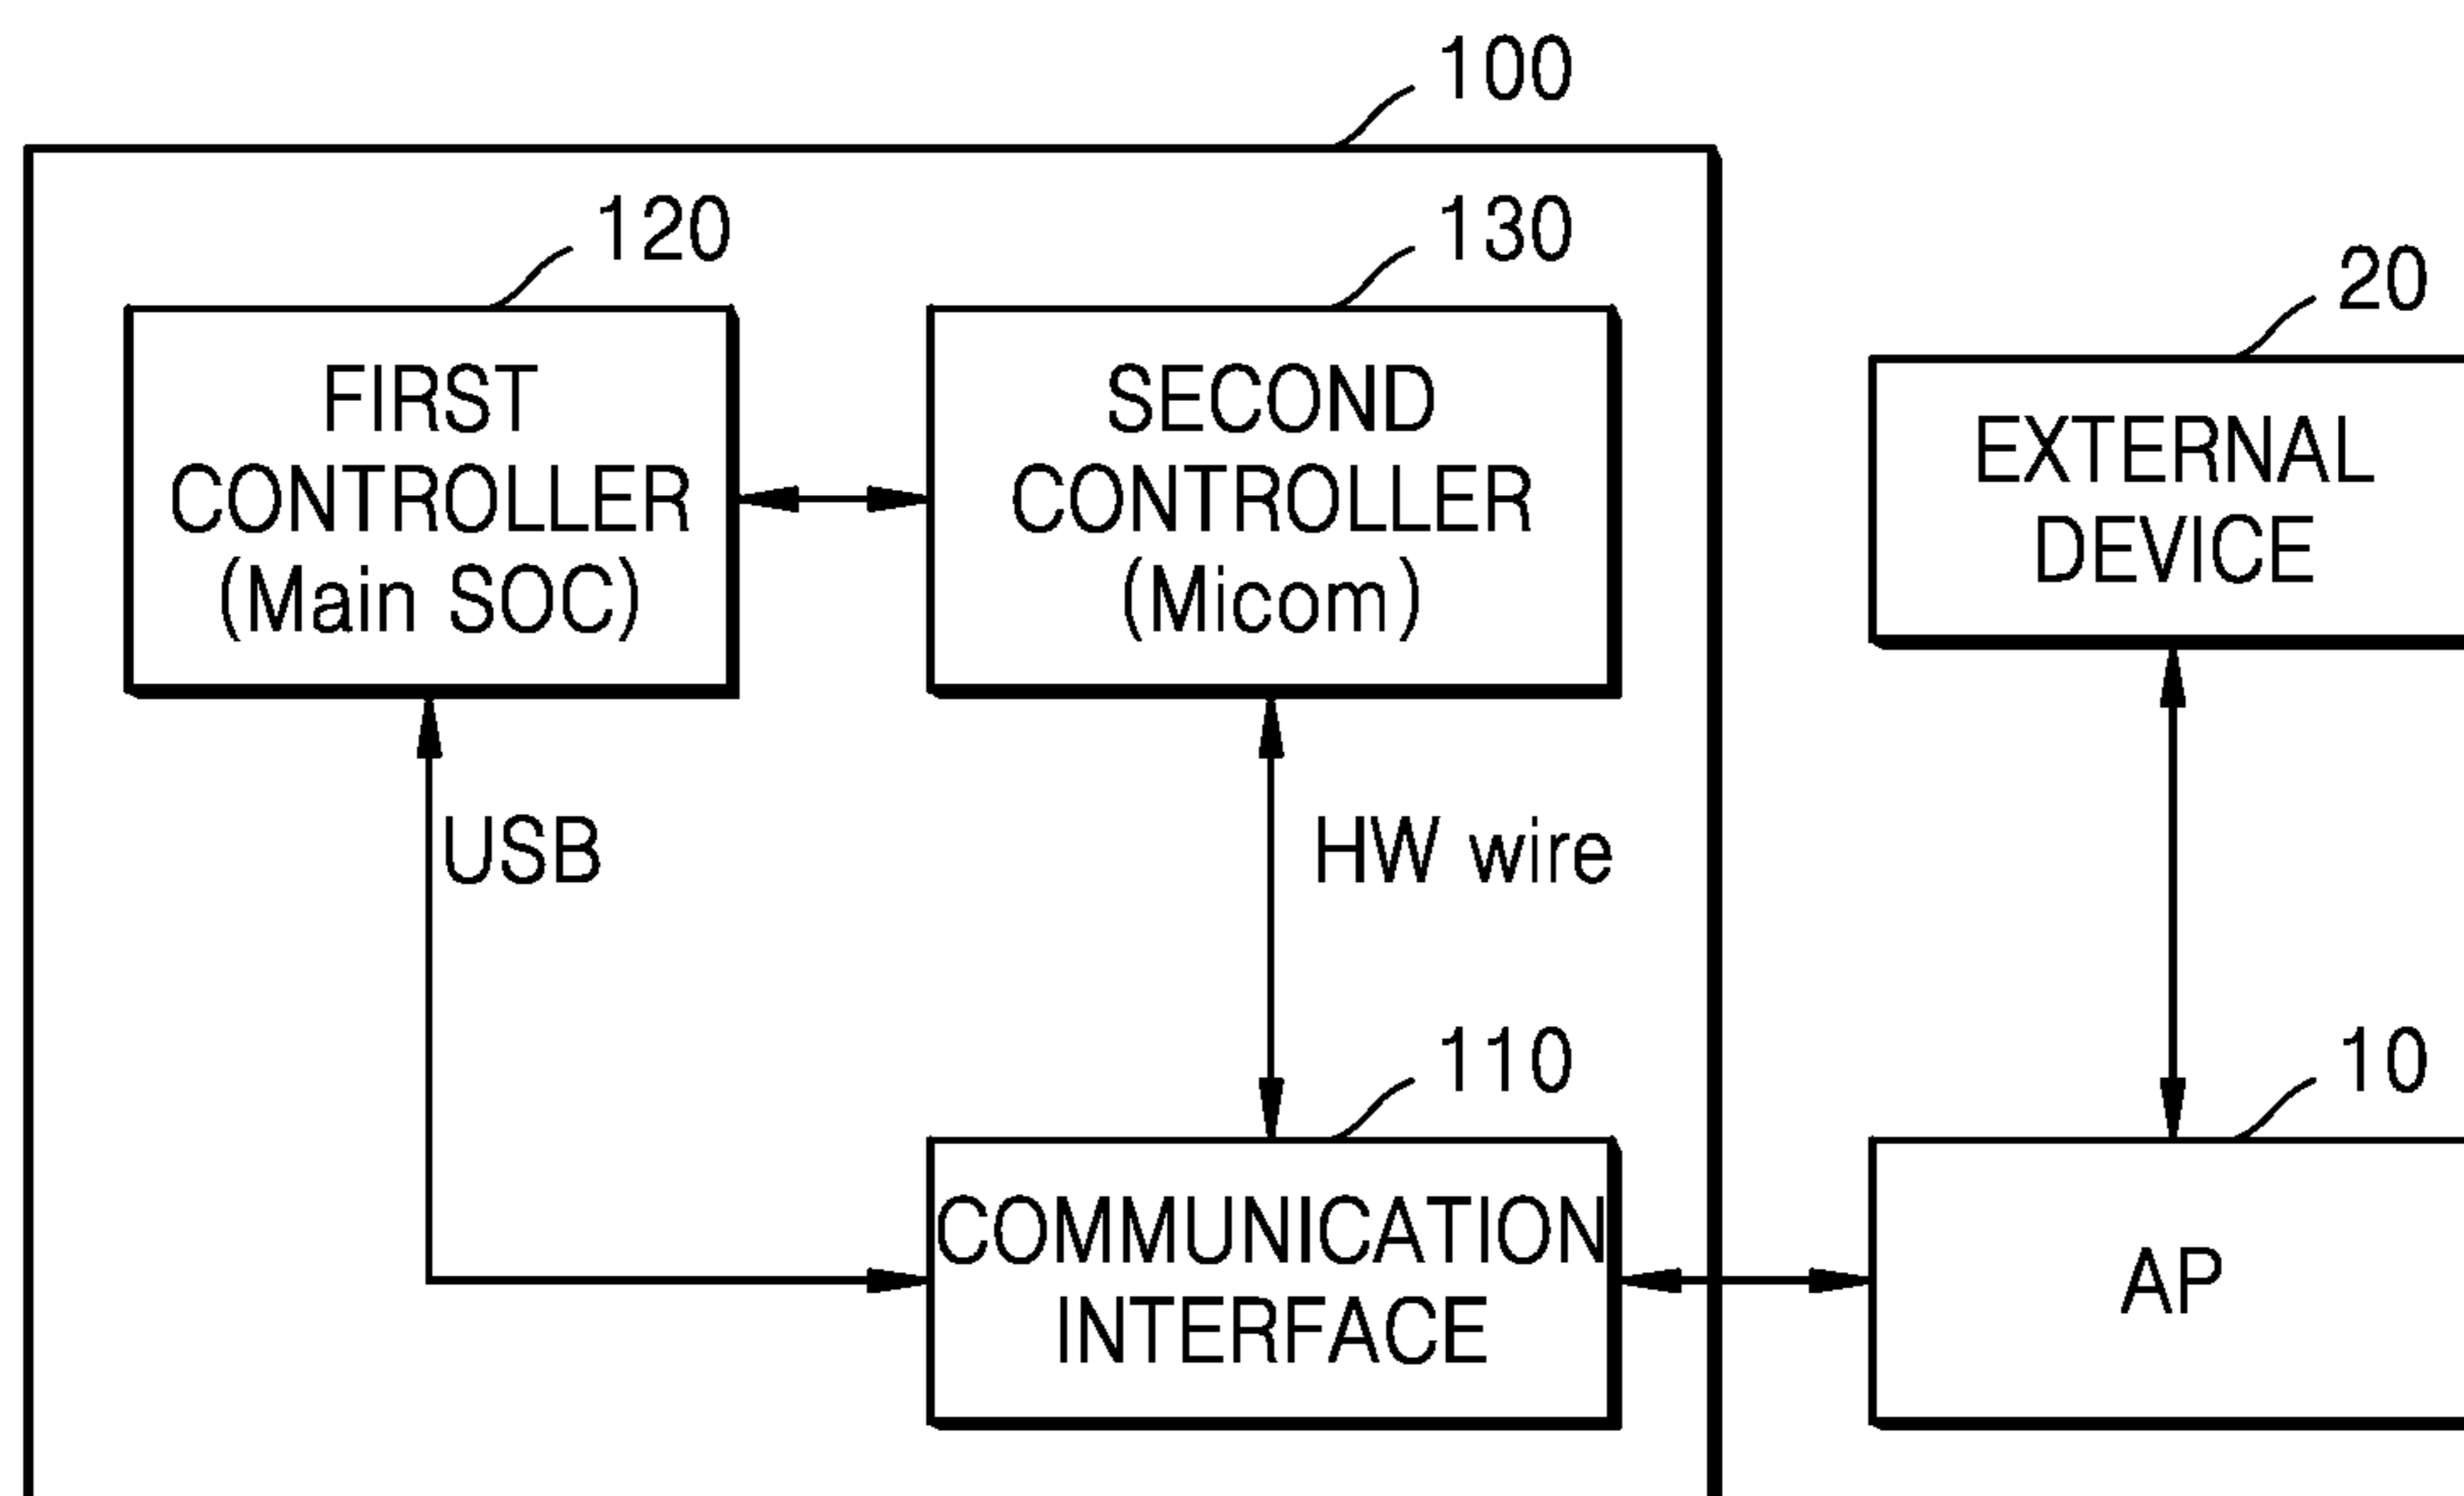 100
120
130
20
FIRST
CONTROLLER
(Main SOC)
SECOND
CONTROLLER
(Micom)
EXTERNAL
DEVICE
USB
HW wire
110
10
COMMUNICATION
INTERFACE
AP